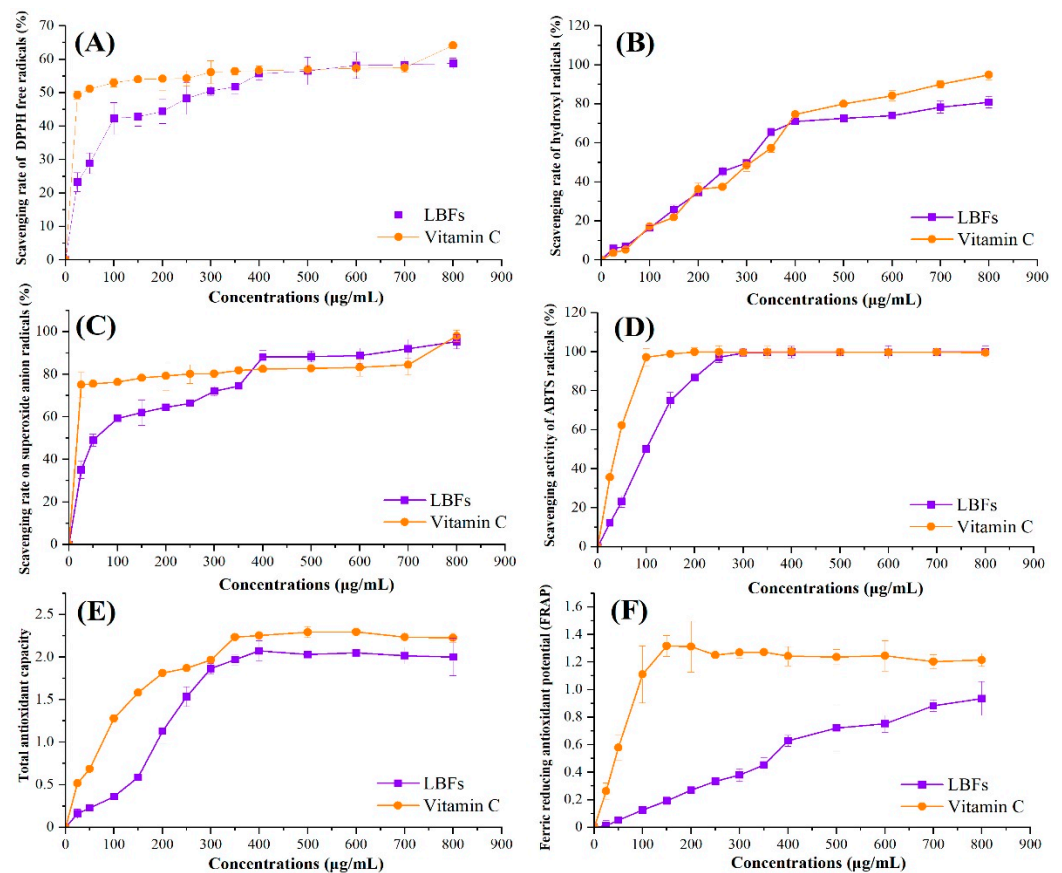 (A)
Scavenging rate of DPPH free radicals (%)
70
60
50
40
30
20
10
0
LBFs
Vitamin C
0 100 200 300 400 500 600 700 800 900
Concentrations (µg/mL)
(B)
Scavenging rate of hydroxyl radicals (%)
120
100
80
60
40
20
0
LBFs
Vitamin C
0 100 200 300 400 500 600 700 800 900
Concentrations (µg/mL)
(C)
Scavenging rate on superoxide anion radicals (%)
100
80
60
40
20
0
LBFs
Vitamin C
0 100 200 300 400 500 600 700 800 900
Concentrations (µg/mL)
(D)
Scavenging activity of ABTS radicals (%)
120
100
80
60
40
20
0
LBFs
Vitamin C
0 100 200 300 400 500 600 700 800 900
Concentrations (µg/mL)
(E)
Total antioxidant capacity
2.5
2.0
1.5
1.0
0.5
0.0
LBFs
Vitamin C
0 100 200 300 400 500 600 700 800 900
Concentrations (µg/mL)
(F)
Ferric reducing antioxidant potential (FRAP)
1.6
1.4
1.2
1.0
0.8
0.6
0.4
0.2
0
LBFs
Vitamin C
0 100 200 300 400 500 600 700 800 900
Concentrations (µg/mL)